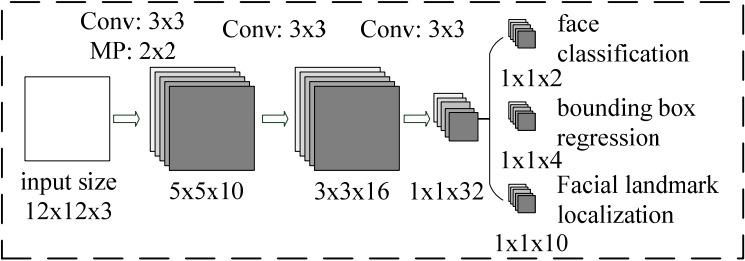 Conv: 3x3
MP: 2x2
Conv: 3x3
Conv: 3x3
face
classification
1x1x2
bounding box
regression
1x1x4
Facial landmark
localization
1x1x10
input size
12x12x3
5x5x10
3x3x16
1x1x32